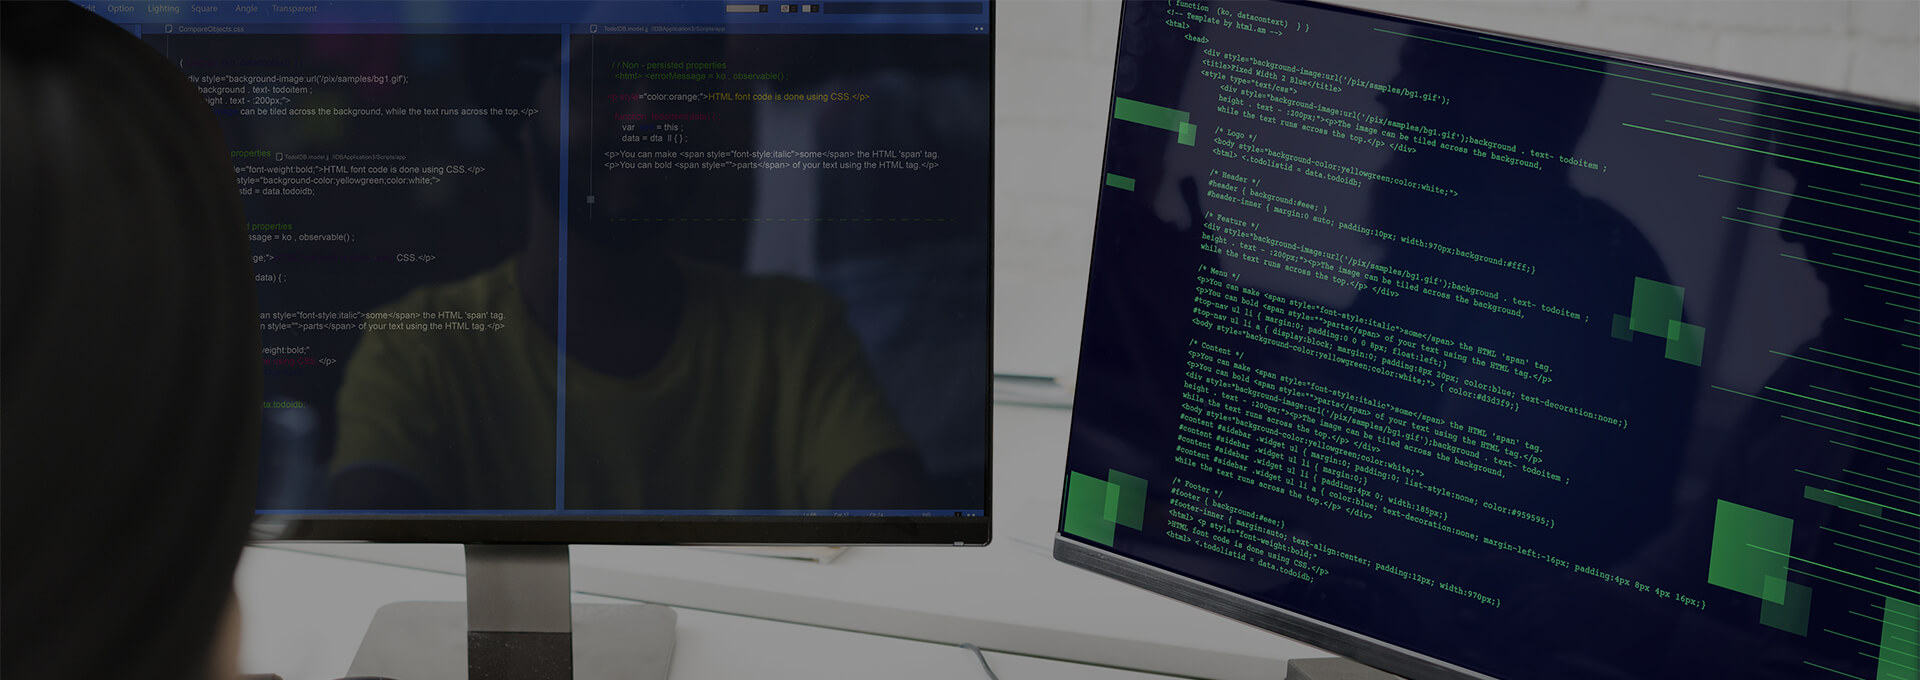 Edit Option Lighting Square Angle Transparent
CompareObjects.css
{
div style="background-image:url('/pix/samples/bg1.gif');
background . text- todoitem ;
height . text - :200px;">
can be tiled across the background, while the text runs across the top.</p>
properties
TodoIDB.model
="font-weight:bold;">HTML font code is done using CSS.</p>
style="background-color:yellowgreen;color:white;">
= data.todoidb;
properties
= ko , observable() ;
CSS.</p>
data) { ;
style="font-style:italic">some</span> the HTML 'span' tag.
style="">parts</span> of your text using the HTML tag.</p>
weight:bold;"
</p>
data.todoidb;
// Non - persisted properties
<html> <errorMessage = ko , observable() ;
<p style="color:orange;">HTML font code is done using CSS.</p>
var = this ;
data = dta || { } ;
<p>You can make <span style="font-style:italic">some</span> the HTML 'span' tag.
<p>You can bold <span style="">parts</span> of your text using the HTML tag.</p>
{ function (ko, datacontext) } }
<!-- Template by html.am -->
<html>
<head>
<div style="background-image:url('/pix/samples/bg1.gif');
<title>Fixed Width 2 Blue</title>
<style type="text/css">
<div style="background-image:url('/pix/samples/bg1.gif');background . text- todoitem ;
height . text - :200px;"><p>The image can be tiled across the background,
while the text runs across the top.</p> </div>
/* Logo */
<body style="background-color:yellowgreen;color:white;">
<html> <.todolistid = data.todoidb;
/* Header */
#header { background:#eee; }
#header-inner { margin:0 auto; padding:10px; width:970px;background:#fff;}
/* Feature */
<div style="background-image:url('/pix/samples/bg1.gif');background . text- todoitem ;
height . text - :200px;"><p>The image can be tiled across the background,
while the text runs across the top.</p> </div>
/* Menu */
<p>You can make <span style="font-style:italic">some</span> the HTML 'span' tag.
<p>You can bold <span style="">parts</span> of your text using the HTML tag.</p>
#top-nav ul li { margin:0; padding:0 0 0 8px; float:left;}
#top-nav ul li a { display:block; margin:0; padding:8px 20px; color:blue; text-decoration:none;}
<body style="background-color:yellowgreen;color:white;"> { color:#d3d3f9;}
/* Content */
<p>You can make <span style="font-style:italic">some</span> the HTML 'span' tag.
<p>You can bold <span style="">parts</span> of your text using the HTML tag.</p>
<div style="background-image:url('/pix/samples/bg1.gif');background . text- todoitem ;
height . text - :200px;"><p>The image can be tiled across the background,
while the text runs across the top.</p> </div>
<body style="background-color:yellowgreen;color:white;">
#content #sidebar .widget ul { margin:0; padding:0; list-style:none; color:#959595;}
#content #sidebar .widget ul li { margin:0;}
#content #sidebar .widget ul li { padding:4px 0; width:185px;}
#content #sidebar .widget ul li a { color:blue; text-decoration:none; margin-left:-16px; padding:4px 8px 4px 16px;}
while the text runs across the top.</p> </div>
/* Footer */
#footer { background:#eee;}
#footer-inner { margin:auto; text-align:center; padding:12px; width:970px;}
<html> <p style="font-weight:bold;"
>HTML font code is done using CSS.</p>
<html> <.todolistid = data.todoidb;